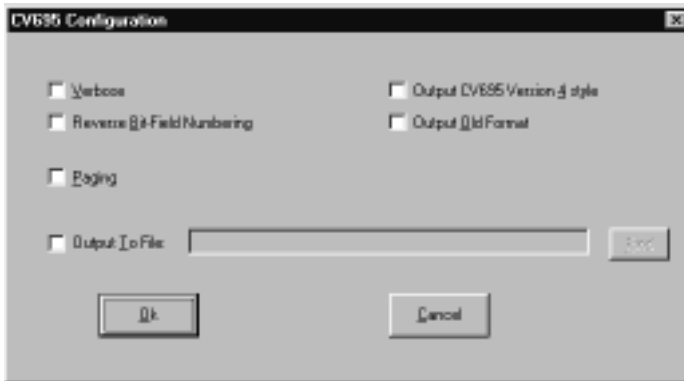 CV695 Configuration
Verbose
Output CV695 Version 4 style
Reverse Bit-Field Numbering
Output Old Format
Paging
Output To File:
Ok
Cancel